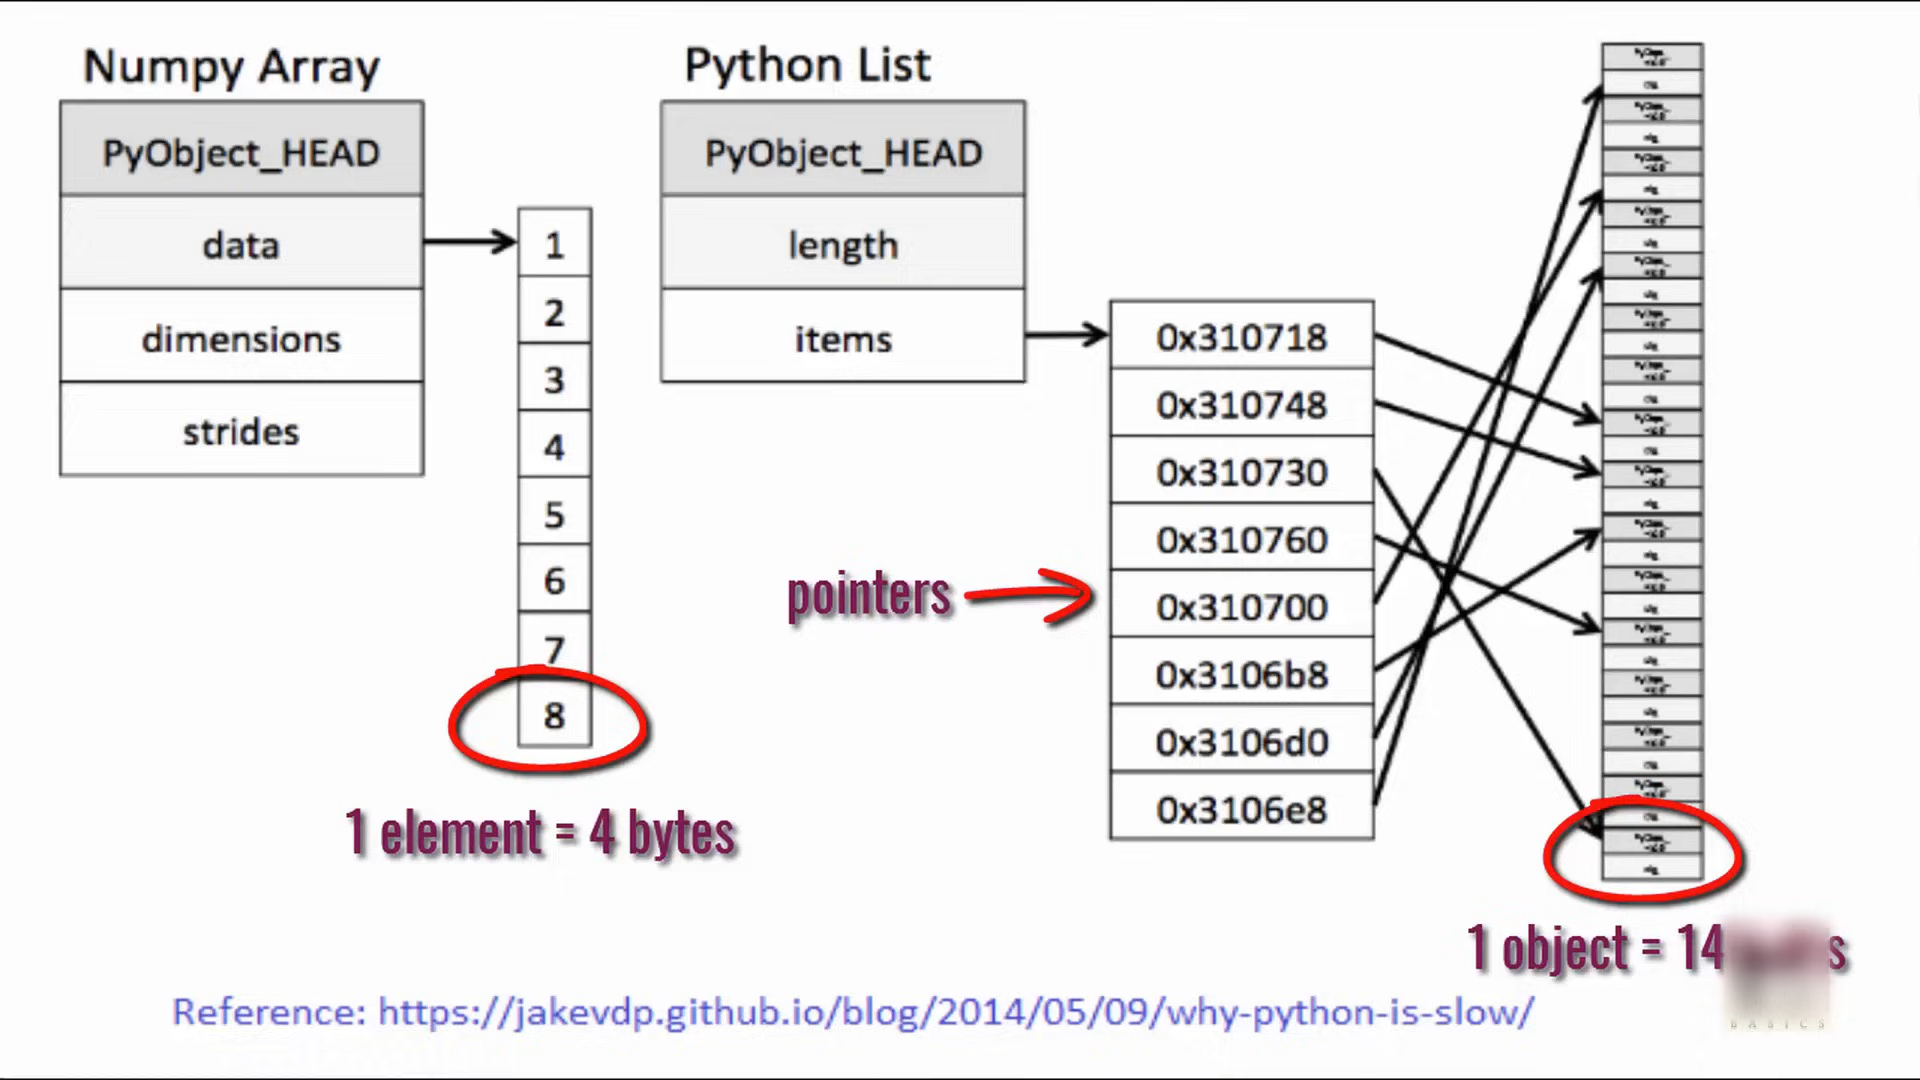 Numpy Array
PyObject_HEAD
data
dimensions
strides
1
2
3
4
5
6
7
8
1 element = 4 bytes
Python List
PyObject_HEAD
length
items
pointers
0x310718
0x310748
0x310730
0x310760
0x310700
0x3106b8
0x3106d0
0x3106e8
1 object = 14
Reference: https://jakevdp.github.io/blog/2014/05/09/why-python-is-slow/
BASICS